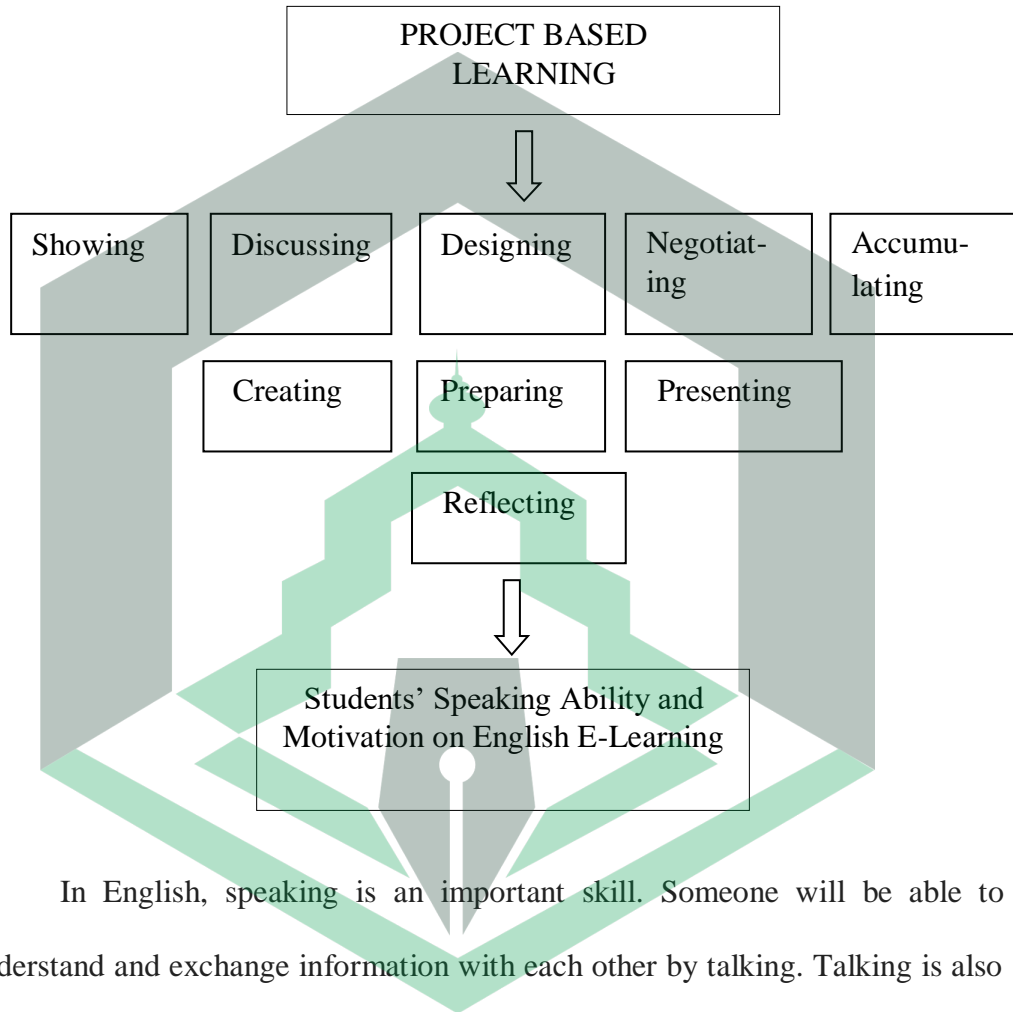 PROJECT BASED
LEARNING
Showing
Discussing
Designing
Negotiat-
ing
Accumu-
lating
Creating
Preparing
Presenting
Reflecting
Students’ Speaking Ability and
Motivation on English E-Learning
In English, speaking is an important skill. Someone will be able to
derstand and exchange information with each other by talking. Talking is also